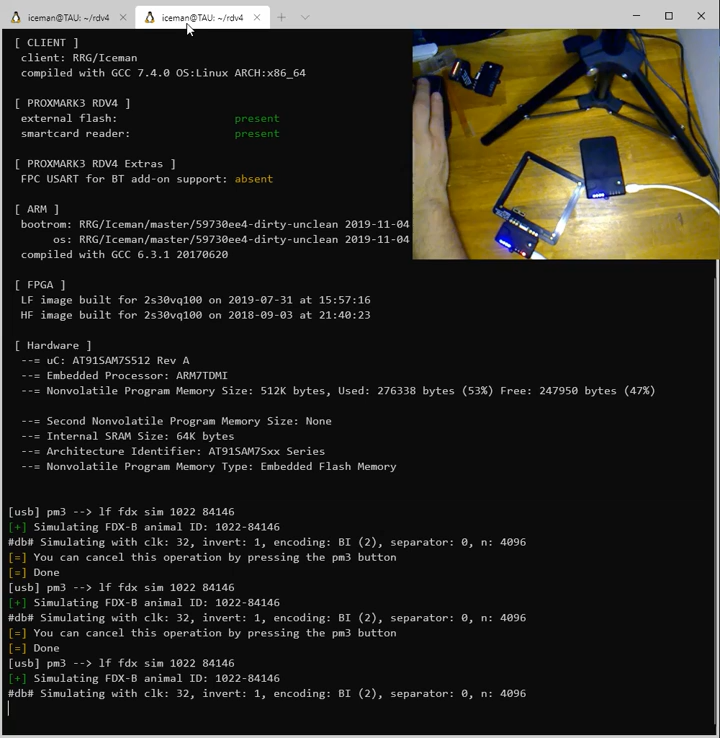 iceman@TAU: ~/rdv4
iceman@TAU: ~/rdv4
[ CLIENT ]
client: RRG/Iceman
compiled with GCC 7.4.0 OS:Linux ARCH:x86_64
[ PROXMARK3 RDV4 ]
external flash: present
smartcard reader: present
[ PROXMARK3 RDV4 Extras ]
FPC USART for BT add-on support: absent
[ ARM ]
bootrom: RRG/Iceman/master/59730ee4-dirty-unclean 2019-11-04
os: RRG/Iceman/master/59730ee4-dirty-unclean 2019-11-04
compiled with GCC 6.3.1 20170620
[ FPGA ]
LF image built for 2s30vq100 on 2019-07-31 at 15:57:16
HF image built for 2s30vq100 on 2018-09-03 at 21:40:23
[ Hardware ]
--= uC: AT91SAM7S512 Rev A
--= Embedded Processor: ARM7TDMI
--= Nonvolatile Program Memory Size: 512K bytes, Used: 276338 bytes (53%) Free: 247950 bytes (47%)
--= Second Nonvolatile Program Memory Size: None
--= Internal SRAM Size: 64K bytes
--= Architecture Identifier: AT91SAM7Sxx Series
--= Nonvolatile Program Memory Type: Embedded Flash Memory
[usb] pm3 --> lf fdx sim 1022 84146
[+] Simulating FDX-B animal ID: 1022-84146
#db# Simulating with clk: 32, invert: 1, encoding: BI (2), separator: 0, n: 4096
[=] You can cancel this operation by pressing the pm3 button
[=] Done
[usb] pm3 --> lf fdx sim 1022 84146
[+] Simulating FDX-B animal ID: 1022-84146
#db# Simulating with clk: 32, invert: 1, encoding: BI (2), separator: 0, n: 4096
[=] You can cancel this operation by pressing the pm3 button
[=] Done
[usb] pm3 --> lf fdx sim 1022 84146
[+] Simulating FDX-B animal ID: 1022-84146
#db# Simulating with clk: 32, invert: 1, encoding: BI (2), separator: 0, n: 4096